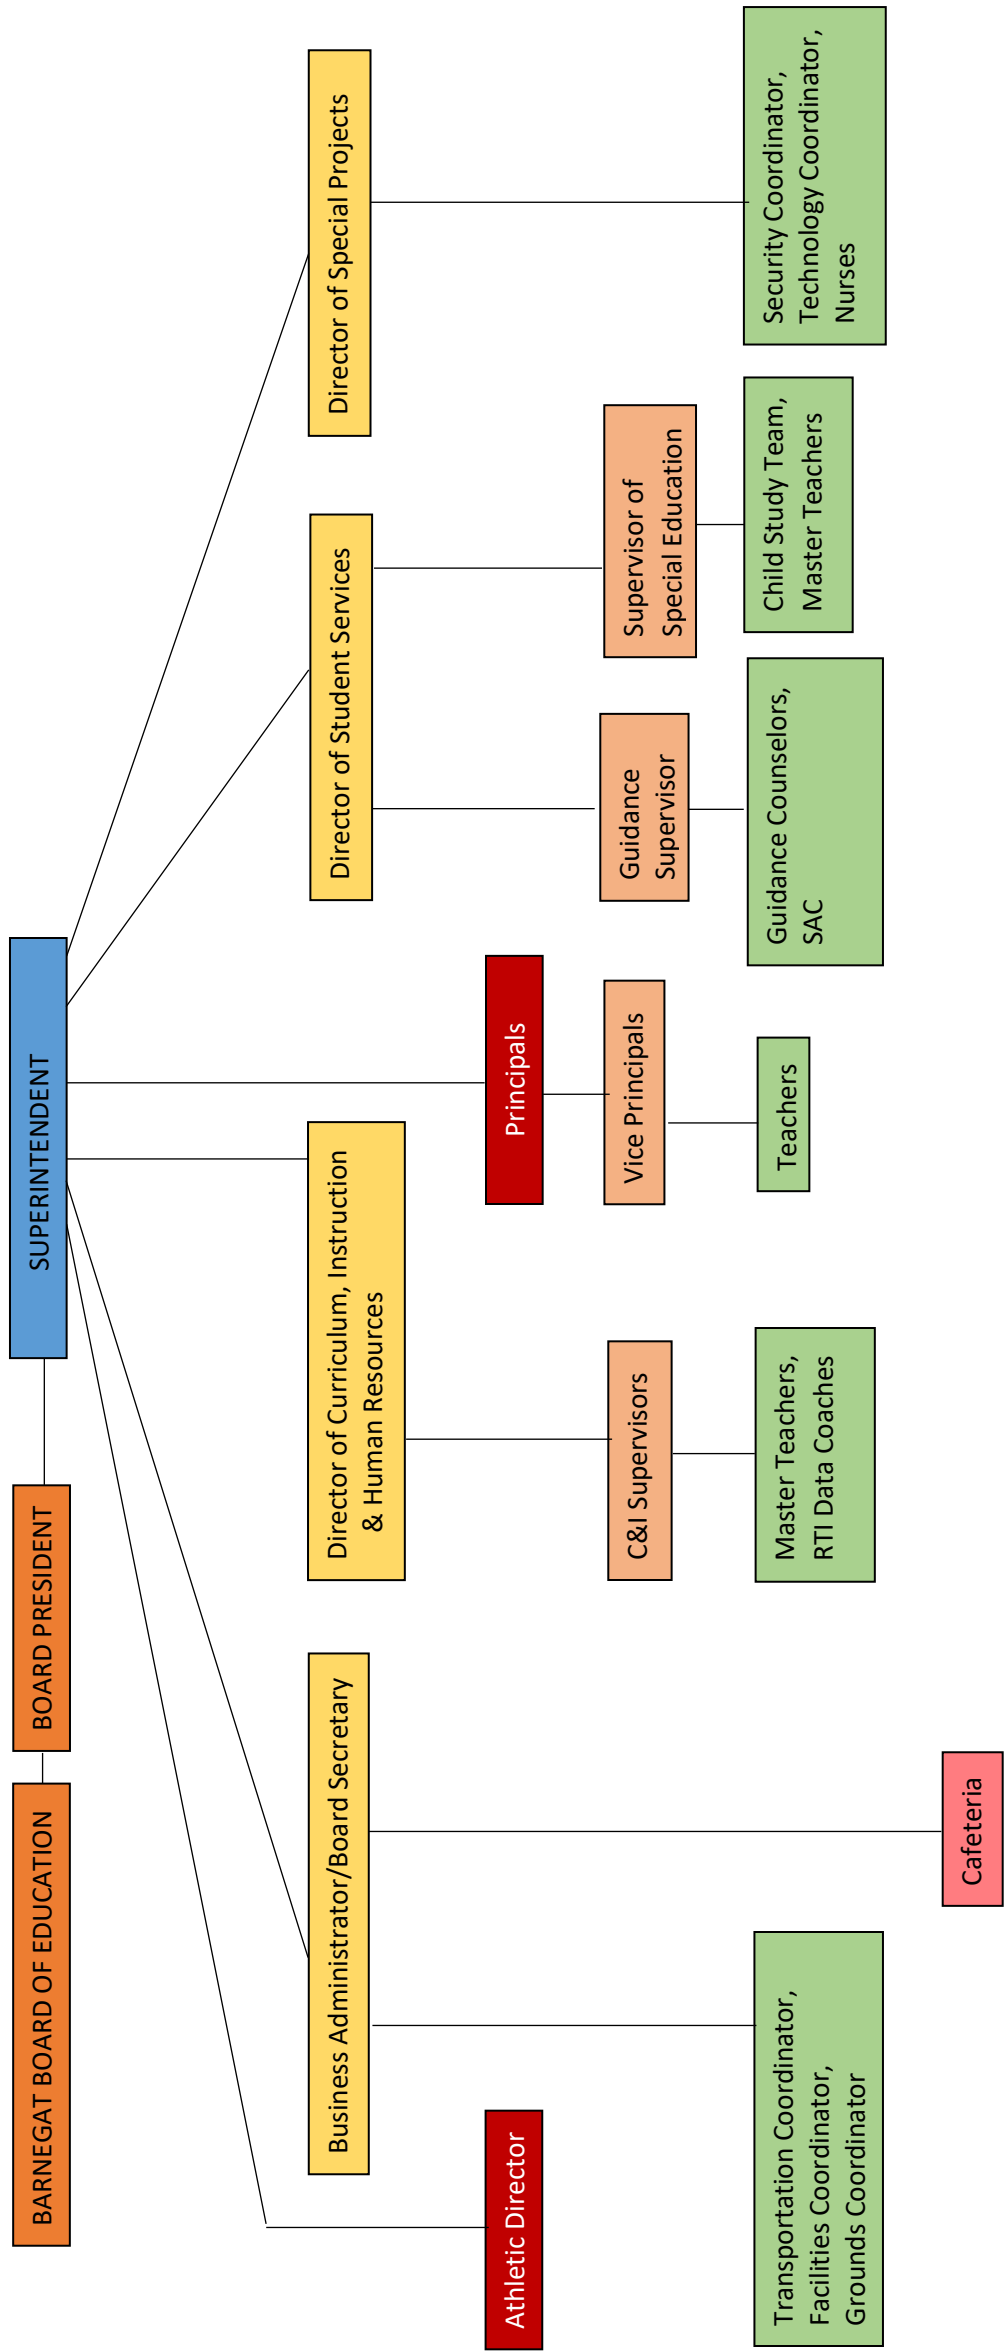 BARNEGAT BOARD OF EDUCATION
BOARD PRESIDENT
SUPERINTENDENT
Business Administrator/Board Secretary
Director of Curriculum, Instruction
& Human Resources
Director of Student Services
Director of Special Projects
Athletic Director
Principals
C&I Supervisors
Vice Principals
Guidance
Supervisor
Supervisor of
Special Education
Transportation Coordinator,
Facilities Coordinator,
Grounds Coordinator
Master Teachers,
RTI Data Coaches
Teachers
Guidance Counselors,
SAC
Child Study Team,
Master Teachers
Security Coordinator,
Technology Coordinator,
Nurses
Cafeteria